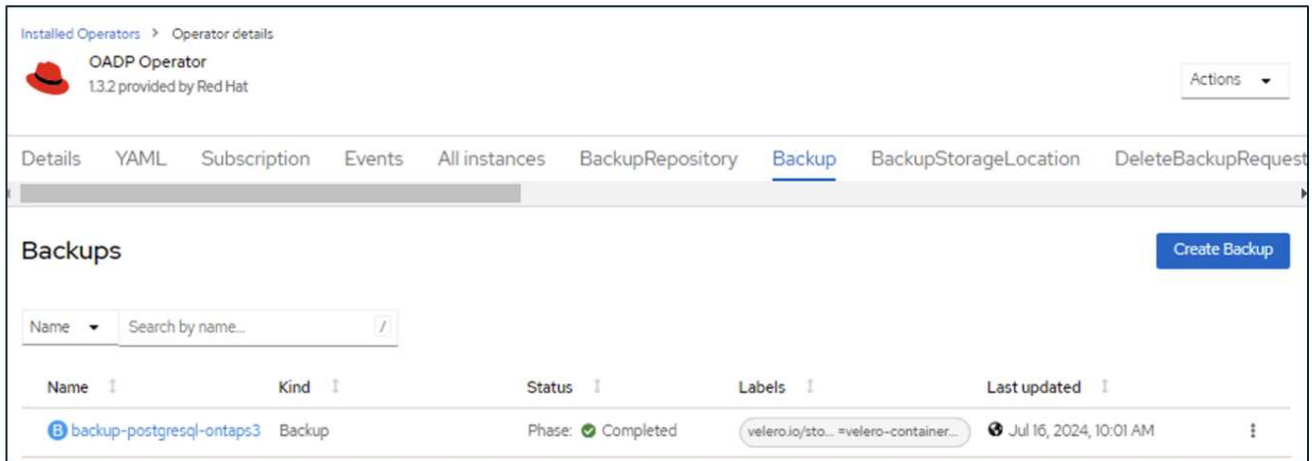 Installed Operators > Operator details
OADP Operator
1.3.2 provided by Red Hat
Actions
Details YAML Subscription Events All instances BackupRepository Backup BackupStorageLocation DeleteBackupRequest
Backups
Create Backup
Name Search by name... /
Name Kind Status Labels Last updated
B backup-postgresql-ontaps3 Backup Phase: Completed velero.io/sto... =velero-container... Jul 16, 2024, 10:01 AM